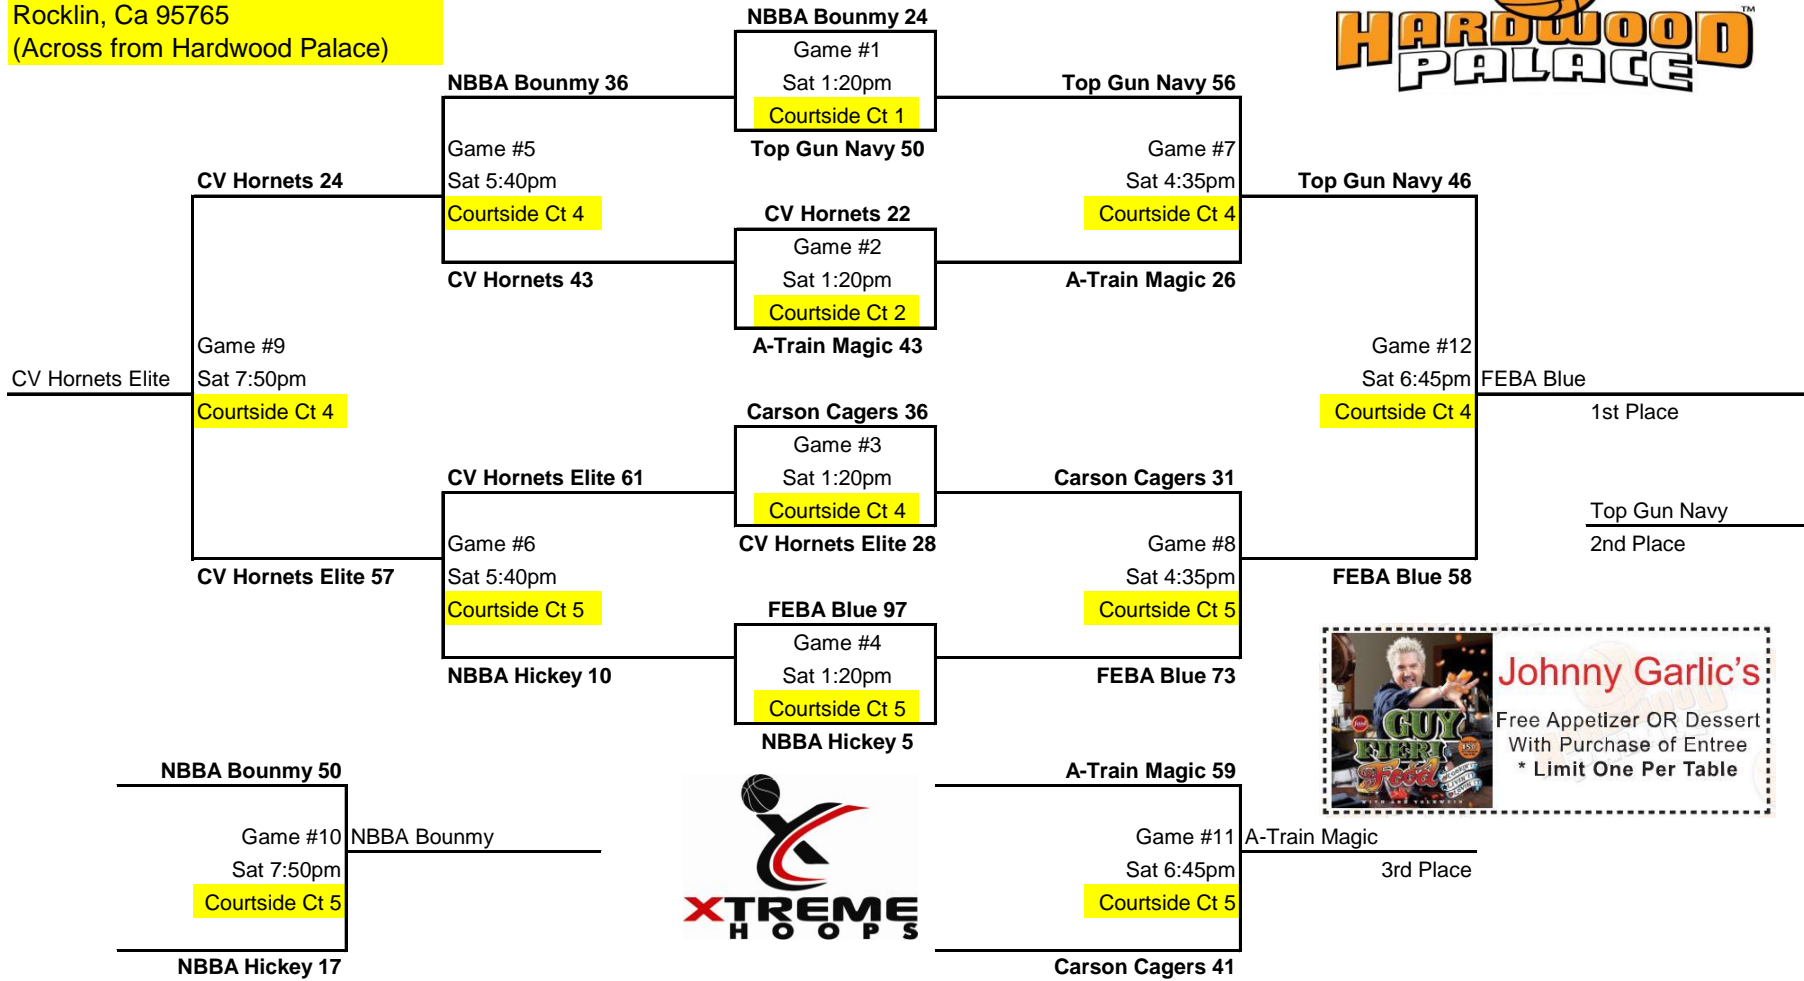 Rocklin, Ca 95765
(Across from Hardwood Palace)
HARDWOOD
PALACE
TM
NBBA Bounmy 24
Game #1
Sat 1:20pm
Courtside Ct 1
Top Gun Navy 50
NBBA Bounmy 36
Game #5
Sat 5:40pm
Courtside Ct 4
CV Hornets 43
Top Gun Navy 56
Game #7
Sat 4:35pm
Courtside Ct 4
A-Train Magic 26
CV Hornets 24
Top Gun Navy 46
CV Hornets 22
Game #2
Sat 1:20pm
Courtside Ct 2
A-Train Magic 43
CV Hornets Elite
Game #9
Sat 7:50pm
Courtside Ct 4
CV Hornets Elite 57
Game #12
Sat 6:45pm
Courtside Ct 4
FEBA Blue
1st Place
Top Gun Navy
2nd Place
FEBA Blue 58
Carson Cagers 36
Game #3
Sat 1:20pm
Courtside Ct 4
CV Hornets Elite 28
CV Hornets Elite 61
Game #6
Sat 5:40pm
Courtside Ct 5
NBBA Hickey 10
Carson Cagers 31
Game #8
Sat 4:35pm
Courtside Ct 5
FEBA Blue 73
FEBA Blue 97
Game #4
Sat 1:20pm
Courtside Ct 5
NBBA Hickey 5
GUY
FIERI
Food
Johnny Garlic's
Free Appetizer OR Dessert
With Purchase of Entree
* Limit One Per Table
NBBA Bounmy 50
Game #10
Sat 7:50pm
Courtside Ct 5
NBBA Hickey 17
NBBA Bounmy
XTREME
HOOPS
A-Train Magic 59
Game #11
Sat 6:45pm
Courtside Ct 5
Carson Cagers 41
A-Train Magic
3rd Place